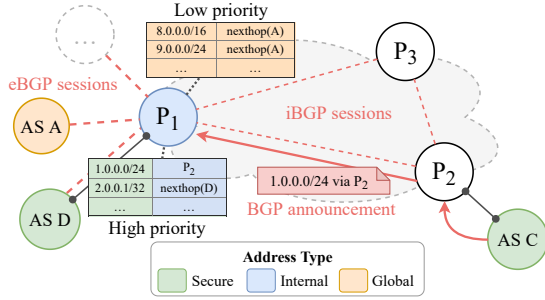 Low priority
8.0.0.0/16 nexthop(A)
9.0.0.0/24 nexthop(A)
... ...
...
eBGP sessions
P1
P3
iBGP sessions
AS A
1.0.0.0/24 P2
2.0.0.1/32 nexthop(D)
... ...
1.0.0.0/24 via P2
P2
BGP announcement
AS D
High priority
AS C
Address Type
Secure Internal Global